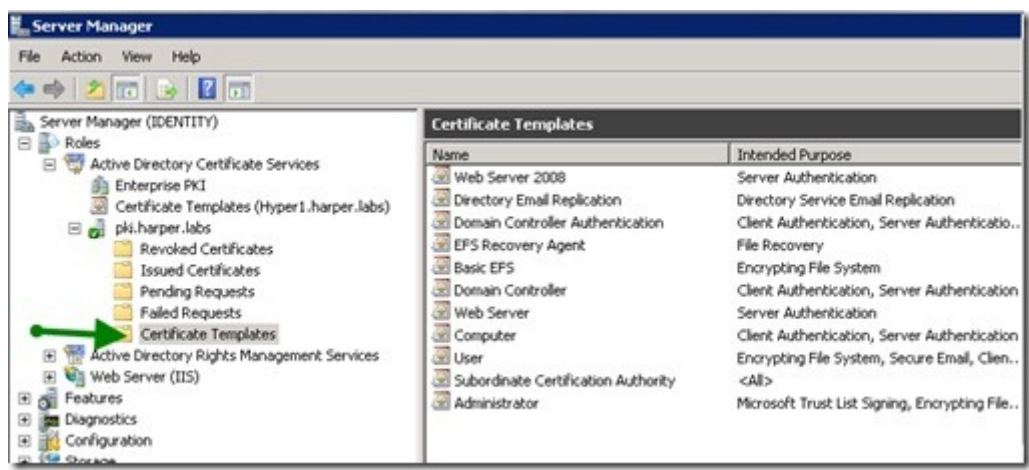 Server Manager
File Action View Help
Server Manager (IDENTITY)
Roles
Active Directory Certificate Services
Enterprise PKI
Certificate Templates (Hyper1.harper.labs)
pki.harper.labs
Revoked Certificates
Issued Certificates
Pending Requests
Failed Requests
Certificate Templates
Active Directory Rights Management Services
Web Server (IIS)
Features
Diagnostics
Configuration
Storage
Certificate Templates
Name Intended Purpose
Web Server 2008 Server Authentication
Directory Email Replication Directory Service Email Replication
Domain Controller Authentication Client Authentication, Server Authenticatio...
EFS Recovery Agent File Recovery
Basic EFS Encrypting File System
Domain Controller Client Authentication, Server Authentication
Web Server Server Authentication
Computer Client Authentication, Server Authentication
User Encrypting File System, Secure Email, Clien...
Subordinate Certification Authority <All>
Administrator Microsoft Trust List Signing, Encrypting File...